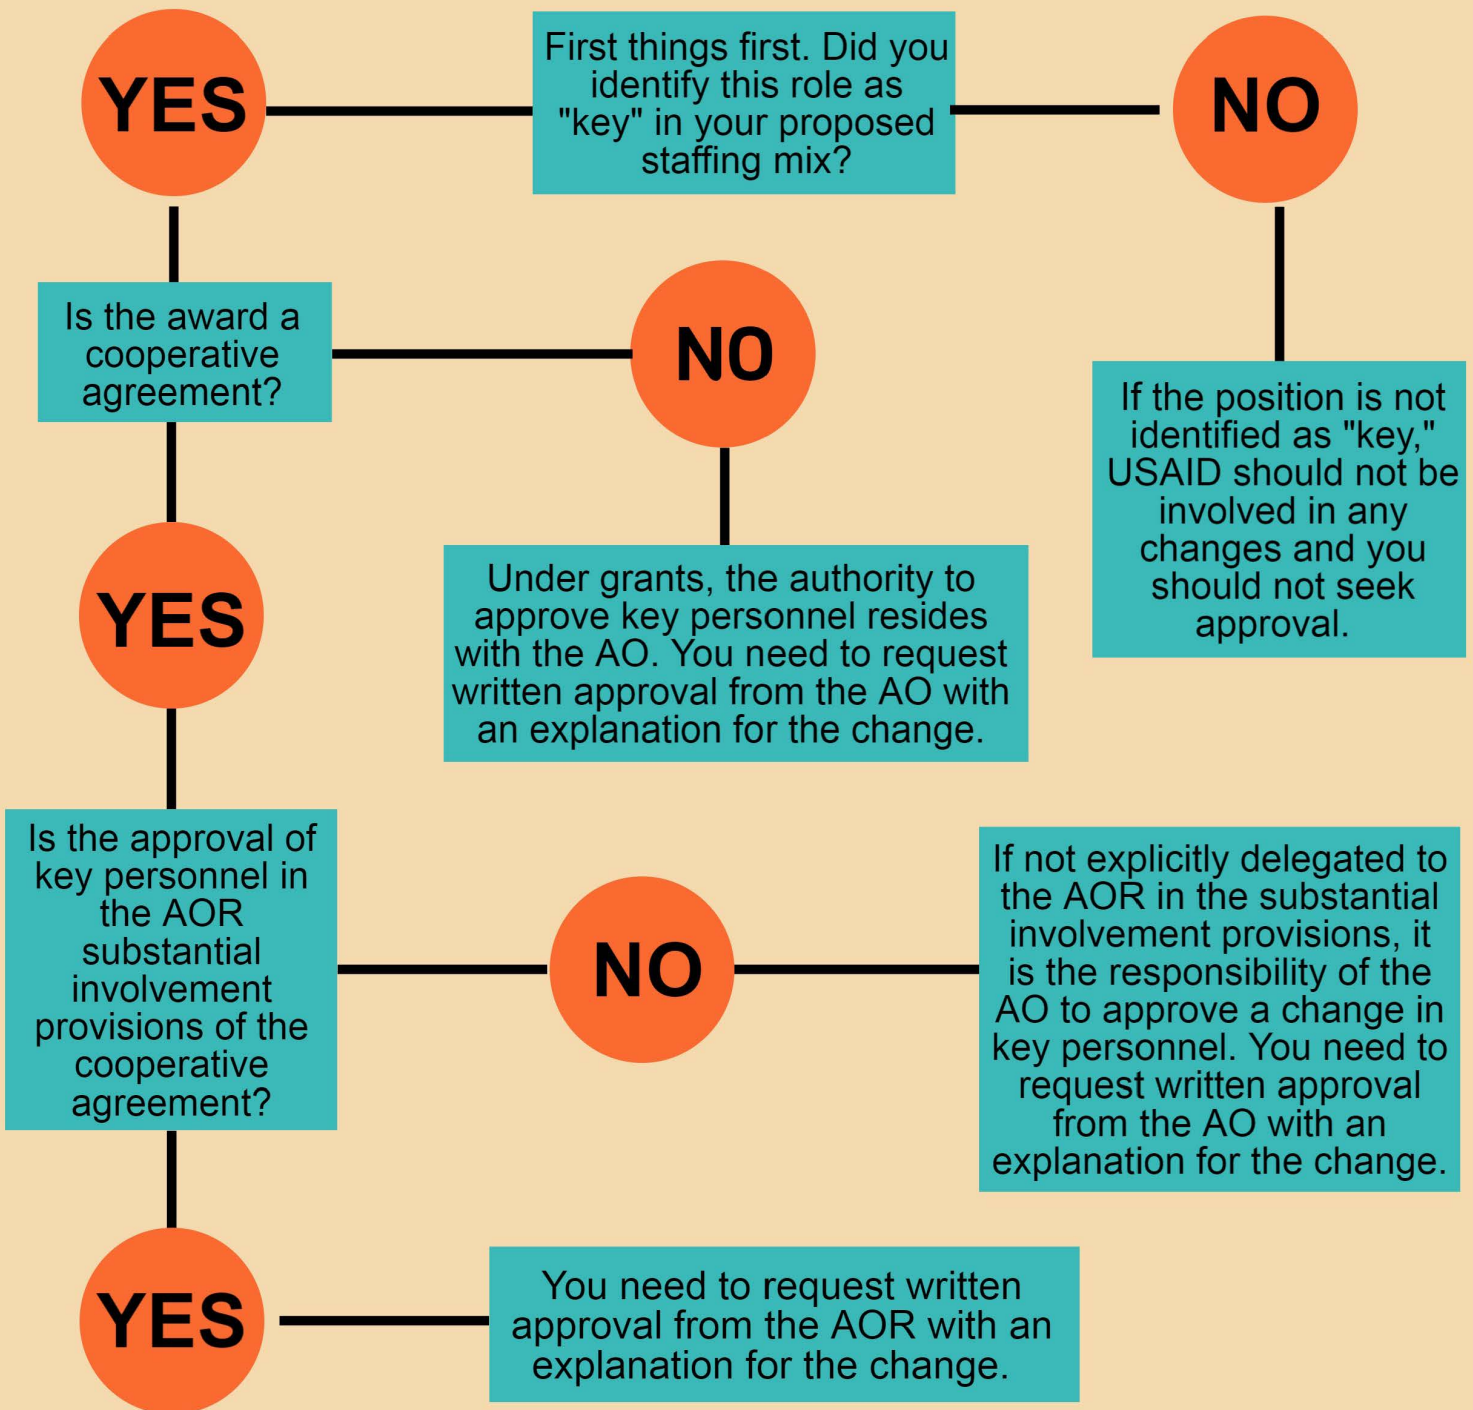 YES
First things first. Did you
identify this role as
"key" in your proposed
staffing mix?
NO
Is the award a
cooperative
agreement?
NO
If the position is not
identified as "key,"
USAID should not be
involved in any
changes and you
should not seek
approval.
YES
Under grants, the authority to
approve key personnel resides
with the AO. You need to request
written approval from the AO with
an explanation for the change.
Is the approval of
key personnel in
the AOR
substantial
involvement
provisions of the
cooperative
agreement?
NO
If not explicitly delegated to
the AOR in the substantial
involvement provisions, it
is the responsibility of the
AO to approve a change in
key personnel. You need to
request written approval
from the AO with an
explanation for the change.
YES
You need to request written
approval from the AOR with an
explanation for the change.